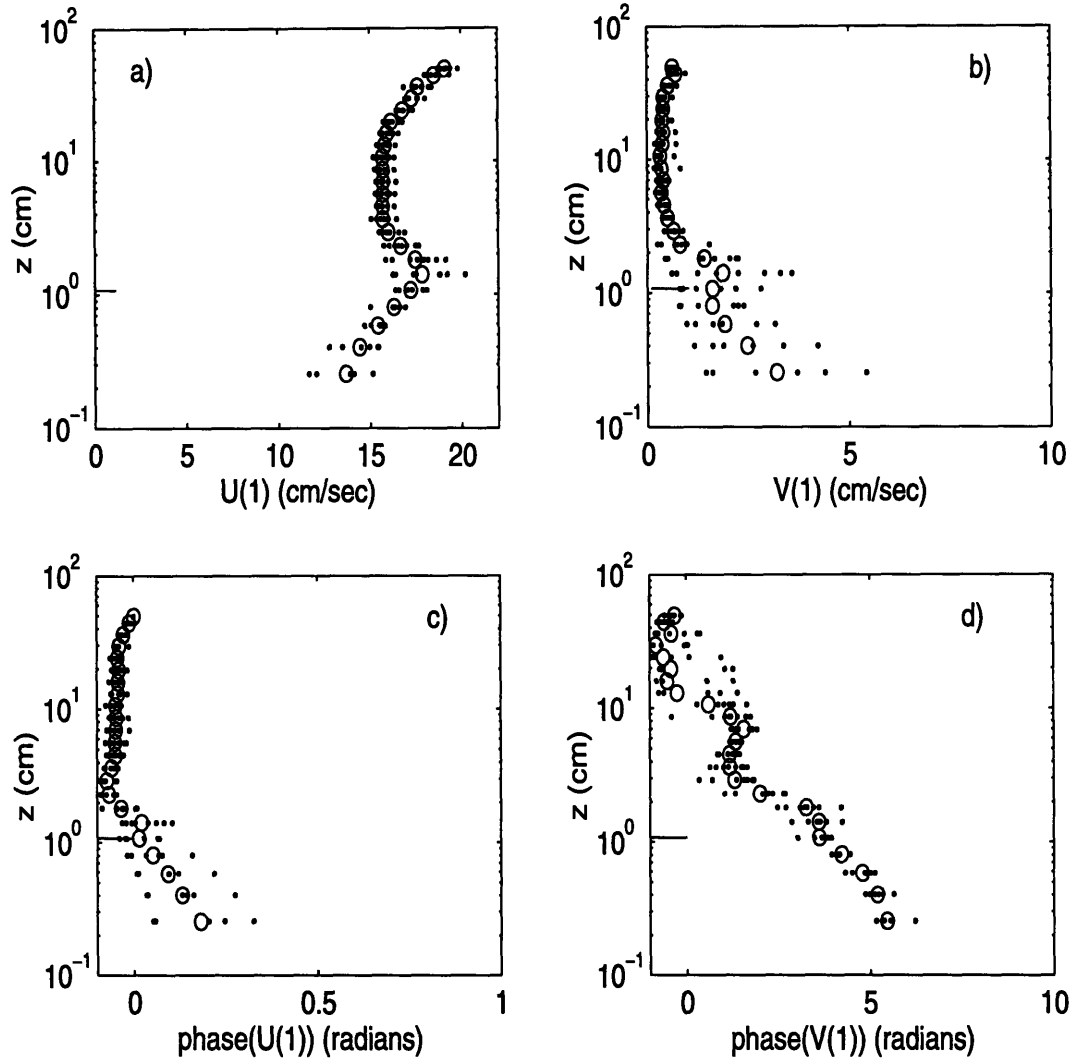 a)
z (cm)
10^2
10^1
10^0
10^-1
0 5 10 15 20
U(1) (cm/sec)
b)
z (cm)
10^2
10^1
10^0
10^-1
0 5 10
V(1) (cm/sec)
c)
z (cm)
10^2
10^1
10^0
10^-1
0 0.5 1
phase(U(1)) (radians)
d)
z (cm)
10^2
10^1
10^0
10^-1
0 5 10
phase(V(1)) (radians)